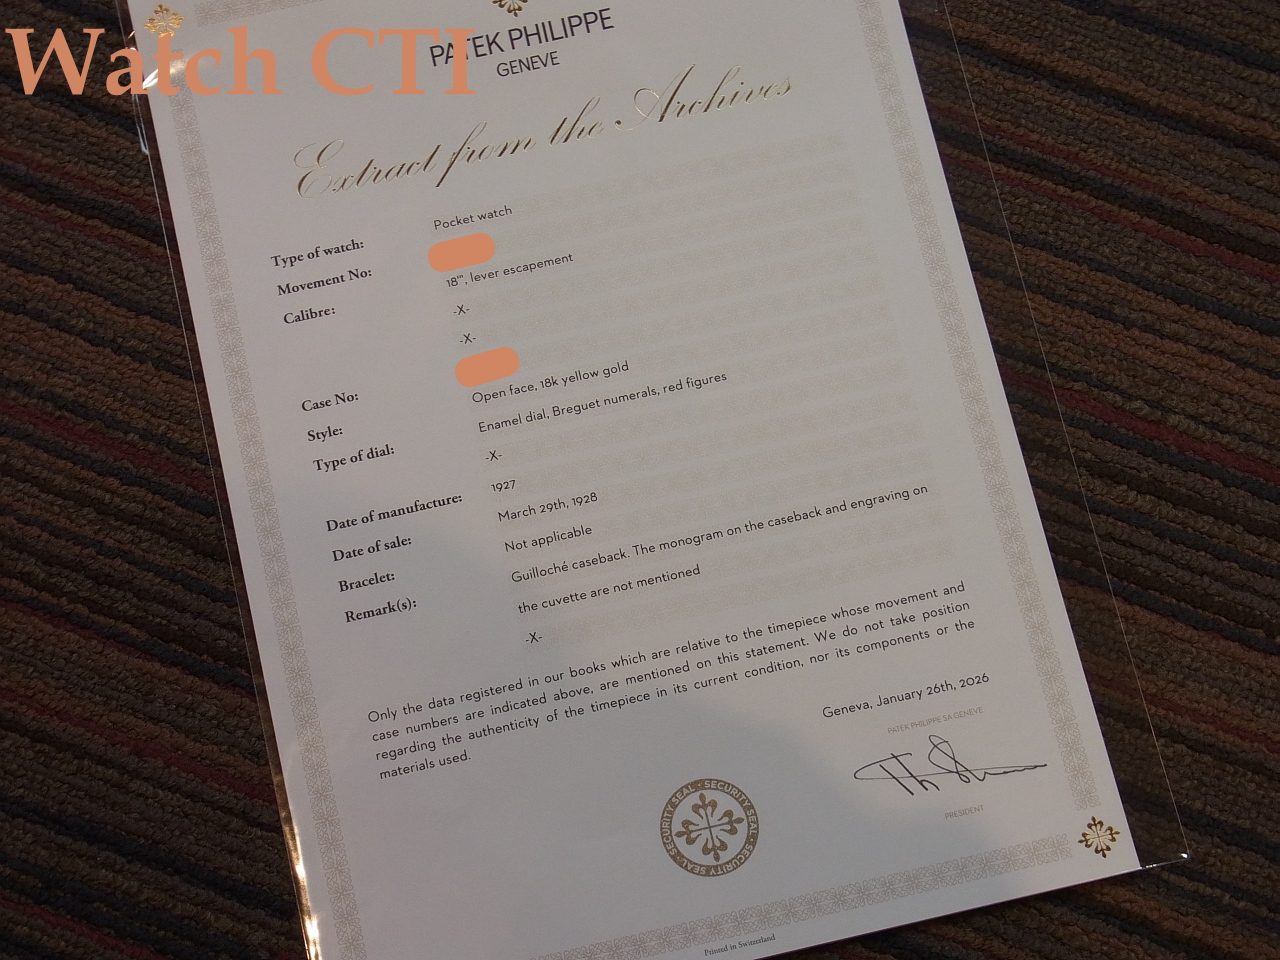 Watch CTI
PATEK PHILIPPE
GENEVE
Extract from the Archives
Type of watch: Pocket watch
Movement No:
Calibre: 18''', lever escapement
-X-
-X-
Case No:
Style: Open face, 18k yellow gold
Type of dial: Enamel dial, Breguet numerals, red figures
-X-
Date of manufacture: 1927
Date of sale: March 29th, 1928
Bracelet: Not applicable
Remark(s): Guilloché caseback. The monogram on the caseback and engraving on
the cuvette are not mentioned
-X-
Only the data registered in our books which are relative to the timepiece whose movement and
case numbers are indicated above, are mentioned on this statement. We do not take position
regarding the authenticity of the timepiece in its current condition, nor its components or the
materials used.
Geneva, January 26th, 2026
PATEK PHILIPPE SA GENEVE
PRESIDENT
SECURITY SEAL · SECURITY SEAL · SECURITY SEAL ·
Printed in Switzerland